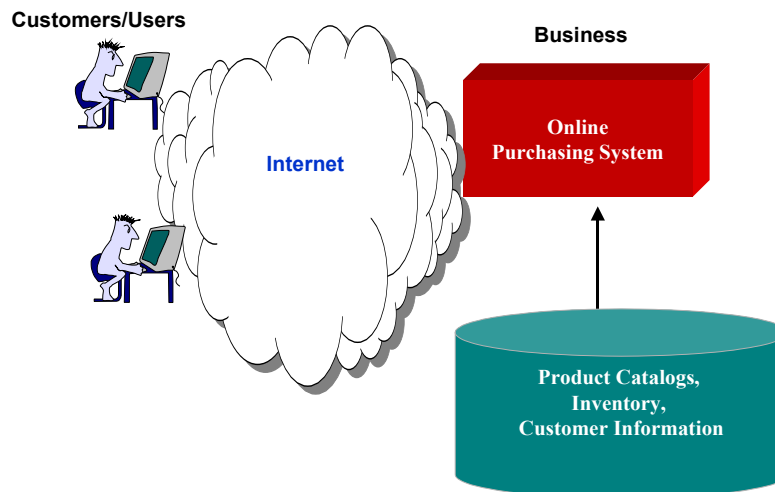 Customers/Users
Business
Online
Purchasing System
Internet
Product Catalogs,
Inventory,
Customer Information